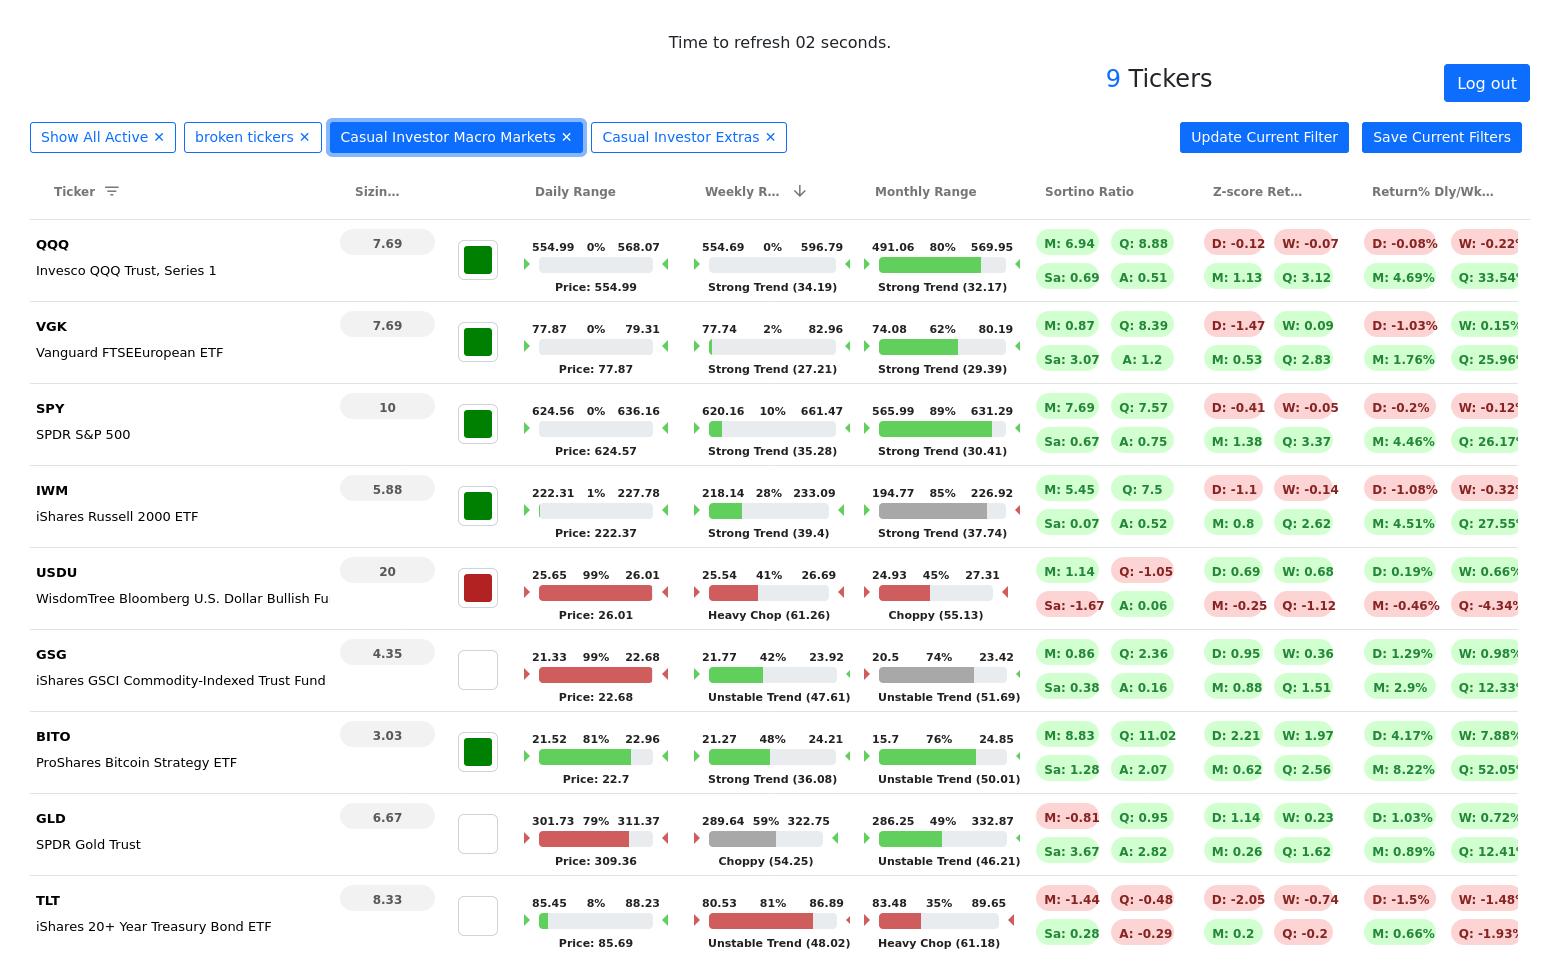 Time to refresh 02 seconds.
9 Tickers
Log out
Show All Active ✕ broken tickers ✕ Casual Investor Macro Markets ✕ Casual Investor Extras ✕ Update Current Filter Save Current Filters
Ticker Sizin… Daily Range Weekly R… Monthly Range Sortino Ratio Z-score Ret… Return% Dly/Wk…
QQQ 7.69 554.99 0% 568.07 554.69 0% 596.79 491.06 80% 569.95 M: 6.94 Q: 8.88 D: -0.12 W: -0.07 D: -0.08% W: -0.22%
Invesco QQQ Trust, Series 1 Price: 554.99 Strong Trend (34.19) Strong Trend (32.17) Sa: 0.69 A: 0.51 M: 1.13 Q: 3.12 M: 4.69% Q: 33.54%
VGK 7.69 77.87 0% 79.31 77.74 2% 82.96 74.08 62% 80.19 M: 0.87 Q: 8.39 D: -1.47 W: 0.09 D: -1.03% W: 0.15%
Vanguard FTSEEuropean ETF Price: 77.87 Strong Trend (27.21) Strong Trend (29.39) Sa: 3.07 A: 1.2 M: 0.53 Q: 2.83 M: 1.76% Q: 25.96%
SPY 10 624.56 0% 636.16 620.16 10% 661.47 565.99 89% 631.29 M: 7.69 Q: 7.57 D: -0.41 W: -0.05 D: -0.2% W: -0.12%
SPDR S&P 500 Price: 624.57 Strong Trend (35.28) Strong Trend (30.41) Sa: 0.67 A: 0.75 M: 1.38 Q: 3.37 M: 4.46% Q: 26.17%
IWM 5.88 222.31 1% 227.78 218.14 28% 233.09 194.77 85% 226.92 M: 5.45 Q: 7.5 D: -1.1 W: -0.14 D: -1.08% W: -0.32%
iShares Russell 2000 ETF Price: 222.37 Strong Trend (39.4) Strong Trend (37.74) Sa: 0.07 A: 0.52 M: 0.8 Q: 2.62 M: 4.51% Q: 27.55%
USDU 20 25.65 99% 26.01 25.54 41% 26.69 24.93 45% 27.31 M: 1.14 Q: -1.05 D: 0.69 W: 0.68 D: 0.19% W: 0.66%
WisdomTree Bloomberg U.S. Dollar Bullish Fu Price: 26.01 Heavy Chop (61.26) Choppy (55.13) Sa: -1.67 A: 0.06 M: -0.25 Q: -1.12 M: -0.46% Q: -4.34%
GSG 4.35 21.33 99% 22.68 21.77 42% 23.92 20.5 74% 23.42 M: 0.86 Q: 2.36 D: 0.95 W: 0.36 D: 1.29% W: 0.98%
iShares GSCI Commodity-Indexed Trust Fund Price: 22.68 Unstable Trend (47.61) Unstable Trend (51.69) Sa: 0.38 A: 0.16 M: 0.88 Q: 1.51 M: 2.9% Q: 12.33%
BITO 3.03 21.52 81% 22.96 21.27 48% 24.21 15.7 76% 24.85 M: 8.83 Q: 11.02 D: 2.21 W: 1.97 D: 4.17% W: 7.88%
ProShares Bitcoin Strategy ETF Price: 22.7 Strong Trend (36.08) Unstable Trend (50.01) Sa: 1.28 A: 2.07 M: 0.62 Q: 2.56 M: 8.22% Q: 52.05%
GLD 6.67 301.73 79% 311.37 289.64 59% 322.75 286.25 49% 332.87 M: -0.81 Q: 0.95 D: 1.14 W: 0.23 D: 1.03% W: 0.72%
SPDR Gold Trust Price: 309.36 Choppy (54.25) Unstable Trend (46.21) Sa: 3.67 A: 2.82 M: 0.26 Q: 1.62 M: 0.89% Q: 12.41%
TLT 8.33 85.45 8% 88.23 80.53 81% 86.89 83.48 35% 89.65 M: -1.44 Q: -0.48 D: -2.05 W: -0.74 D: -1.5% W: -1.48%
iShares 20+ Year Treasury Bond ETF Price: 85.69 Unstable Trend (48.02) Heavy Chop (61.18) Sa: 0.28 A: -0.29 M: 0.2 Q: -0.2 M: 0.66% Q: -1.93%